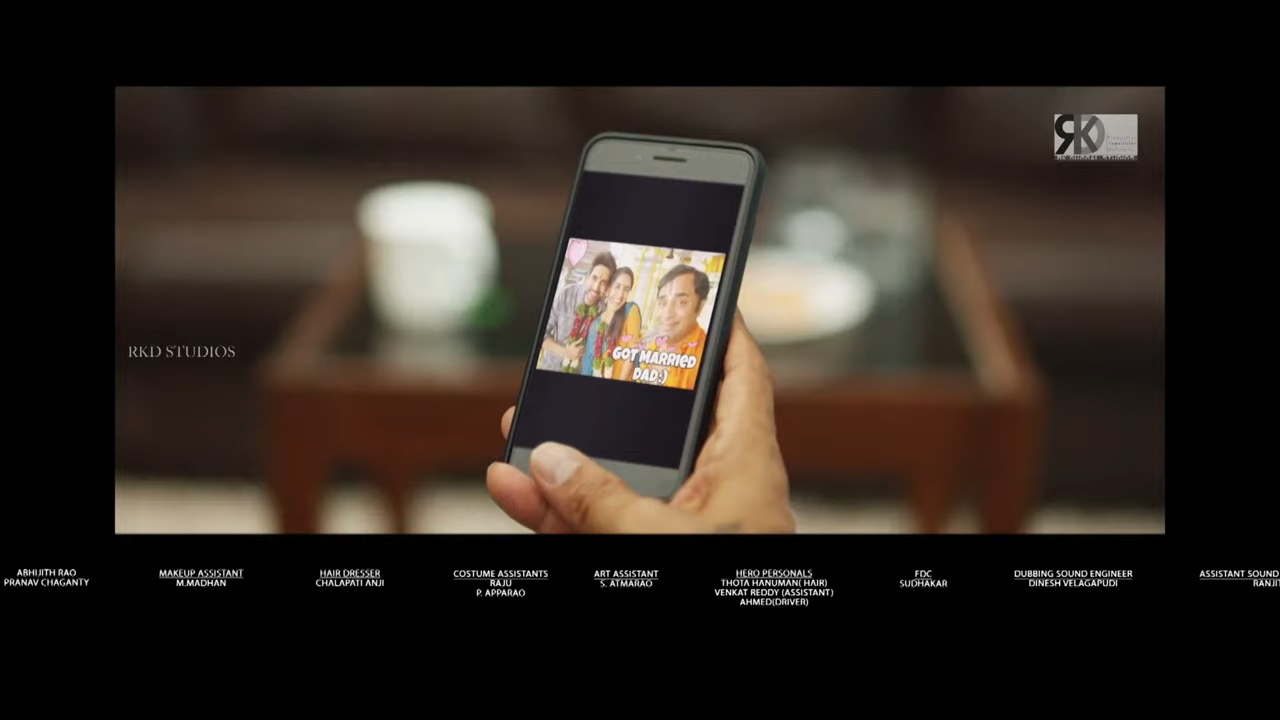 RKD
RKD STUDIOS
GOT MARRIED
DAD:)
ABHIJITH RAO
PRANAV CHAGANTY
MAKEUP ASSISTANT
M.MADHAN
HAIR DRESSER
CHALAPATI ANJI
COSTUME ASSISTANTS
RAJU
P. APPARAO
ART ASSISTANT
S. ATMARAO
HERO PERSONALS
THOTA HANUMAN( HAIR)
VENKAT REDDY (ASSISTANT)
AHMED(DRIVER)
FDC
SUDHAKAR
DUBBING SOUND ENGINEER
DINESH VELAGAPUDI
ASSISTANT SOUND
RANJIT